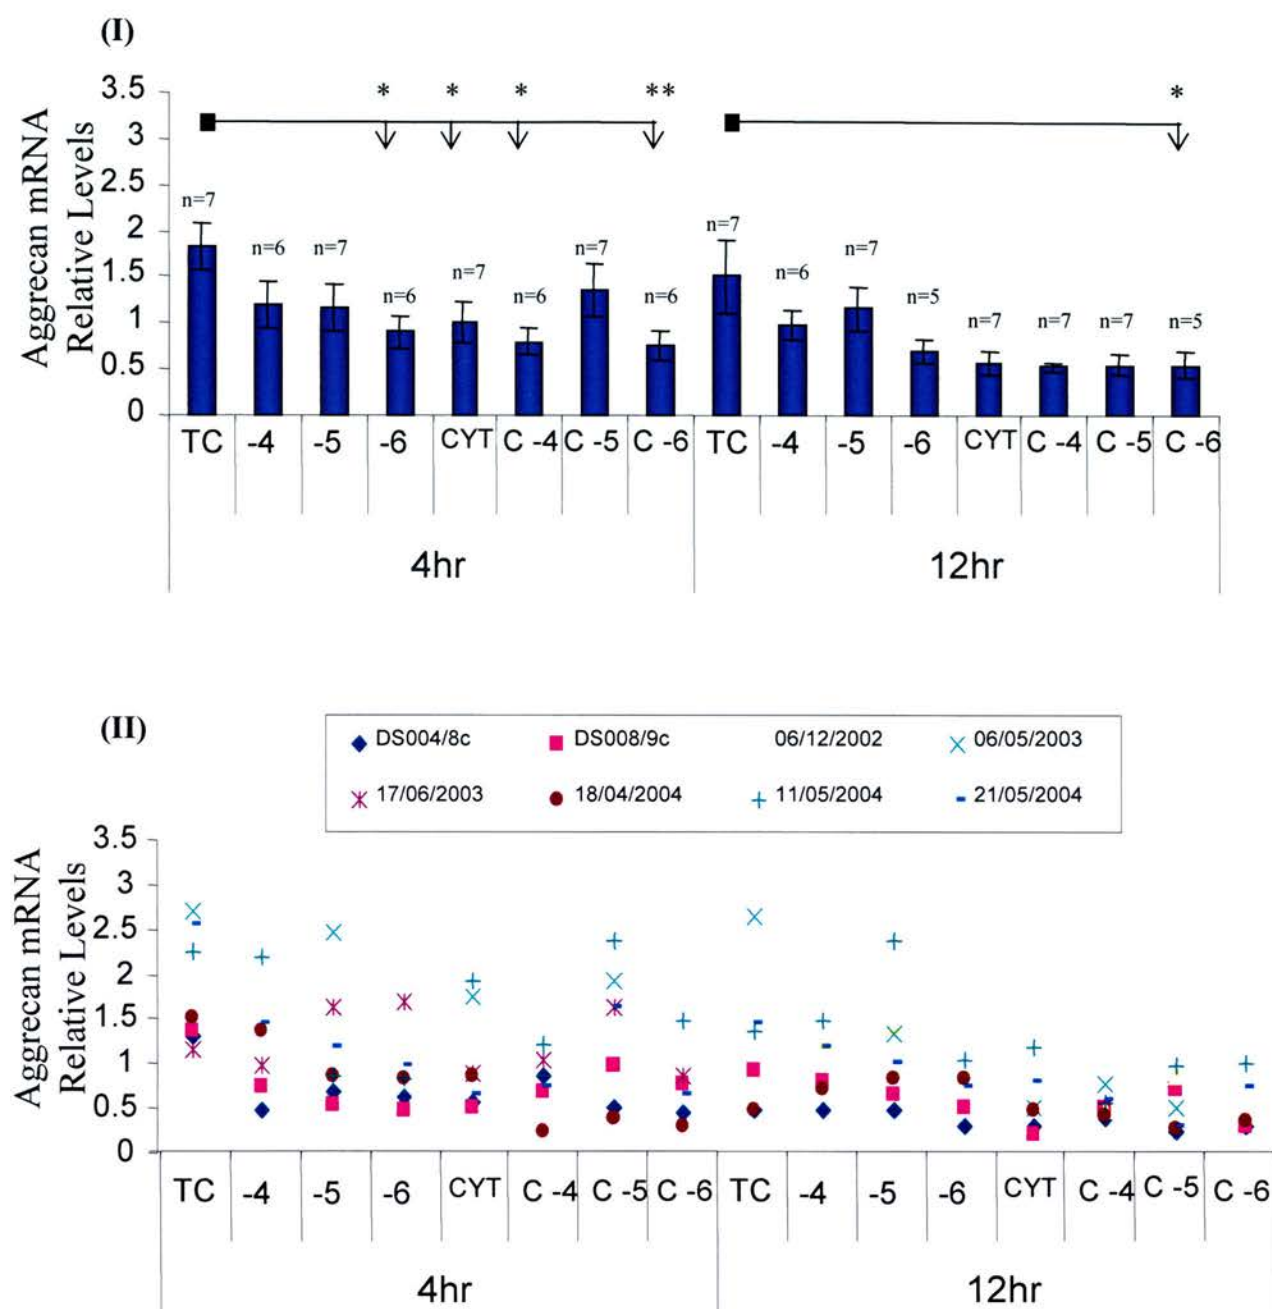 (I)
Aggrecan mRNA
Relative Levels
3.5
3
2.5
2
1.5
1
0.5
0
* * * ** *
n=7 n=6 n=7 n=6 n=7 n=6 n=7 n=6 n=7 n=6 n=7 n=5 n=7 n=7 n=7 n=5
TC -4 -5 -6 CYT C -4 C -5 C -6 TC -4 -5 -6 CYT C -4 C -5 C -6
4hr 12hr
(II)
DS004/8c DS008/9c 06/12/2002 06/05/2003
17/06/2003 18/04/2004 11/05/2004 21/05/2004
Aggrecan mRNA
Relative Levels
3.5
3
2.5
2
1.5
1
0.5
0
TC -4 -5 -6 CYT C -4 C -5 C -6 TC -4 -5 -6 CYT C -4 C -5 C -6
4hr 12hr